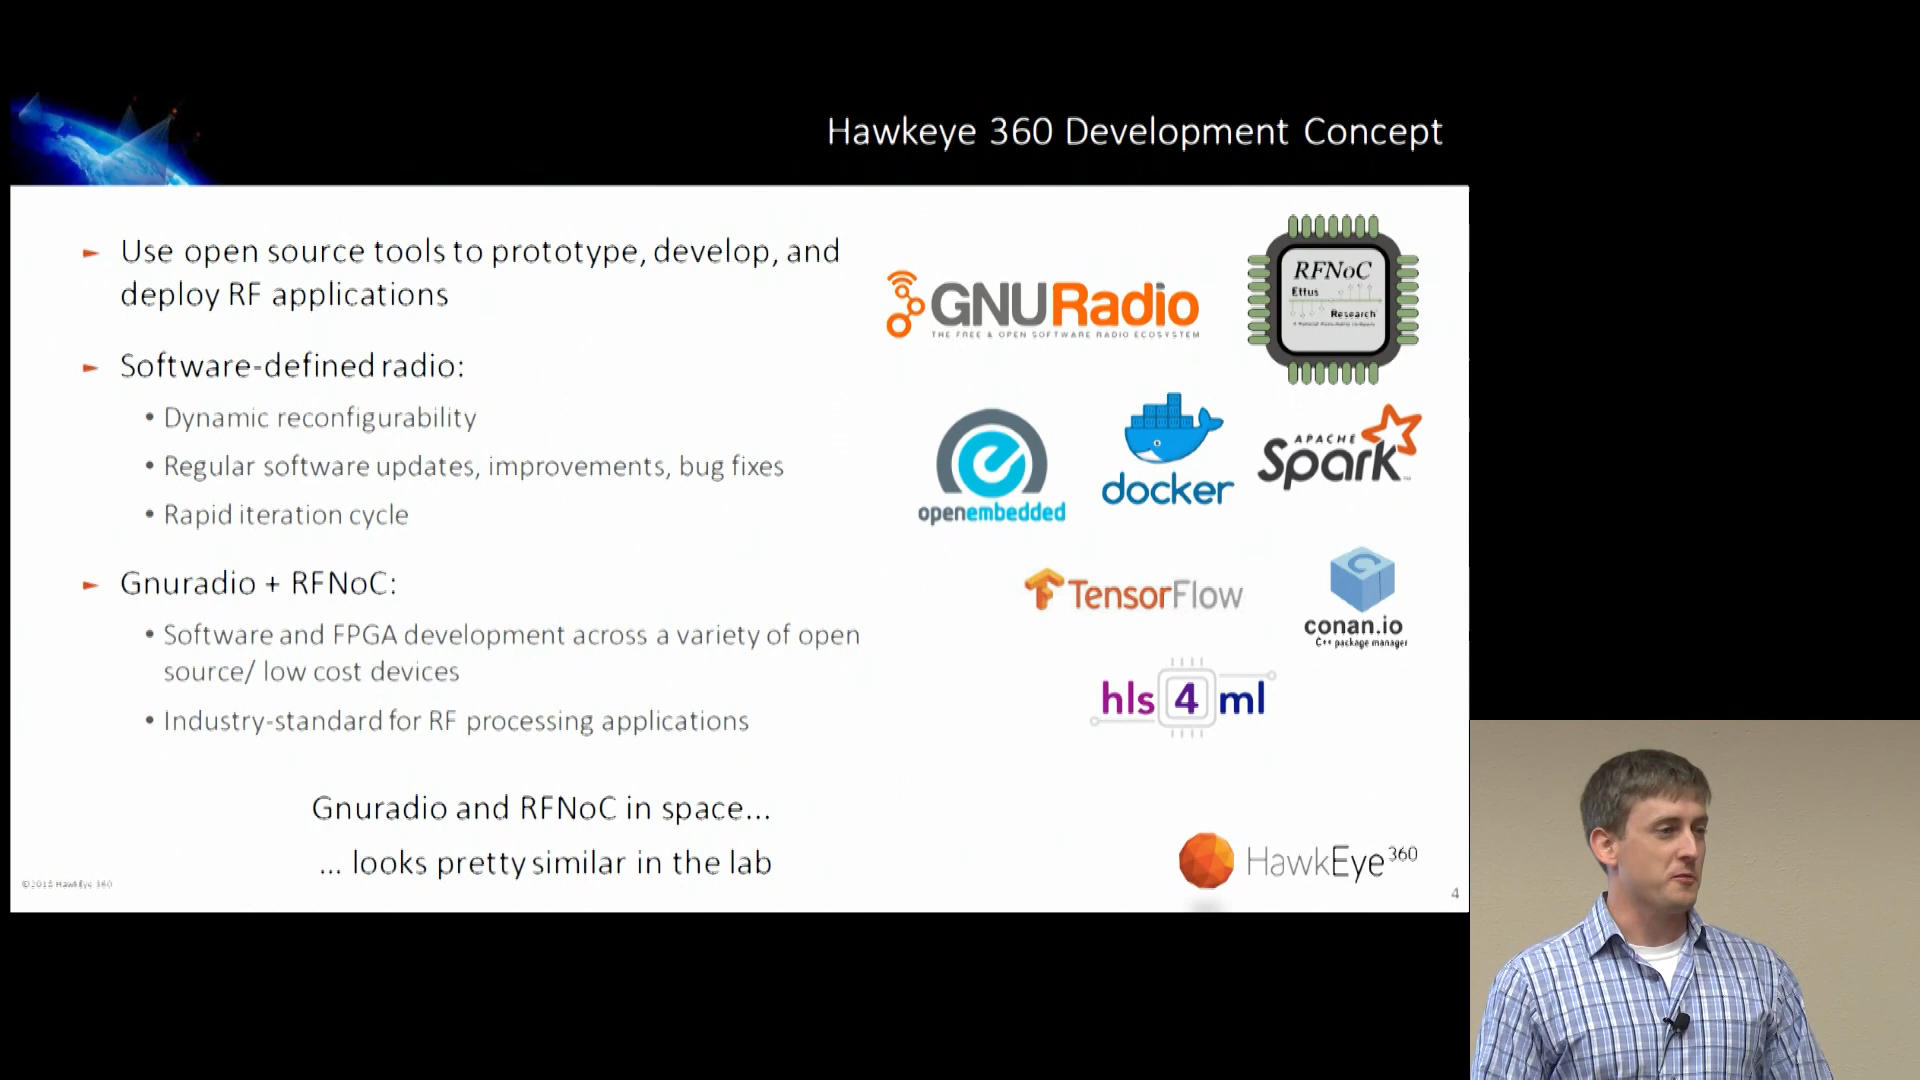 Hawkeye 360 Development Concept
► Use open source tools to prototype, develop, and
deploy RF applications
► Software-defined radio:
• Dynamic reconfigurability
• Regular software updates, improvements, bug fixes
• Rapid iteration cycle
► Gnuradio + RFNoC:
• Software and FPGA development across a variety of open
source/ low cost devices
• Industry-standard for RF processing applications
Gnuradio and RFNoC in space...
... looks pretty similar in the lab
GNURadio
THE FREE & OPEN SOFTWARE RADIO ECOSYSTEM
RFNoC
Ettus
Research
openembedded
docker
APACHE
Spark
TensorFlow
conan.io
C++ package manager
hls 4 ml
HawkEye 360
HawkEye 360
4